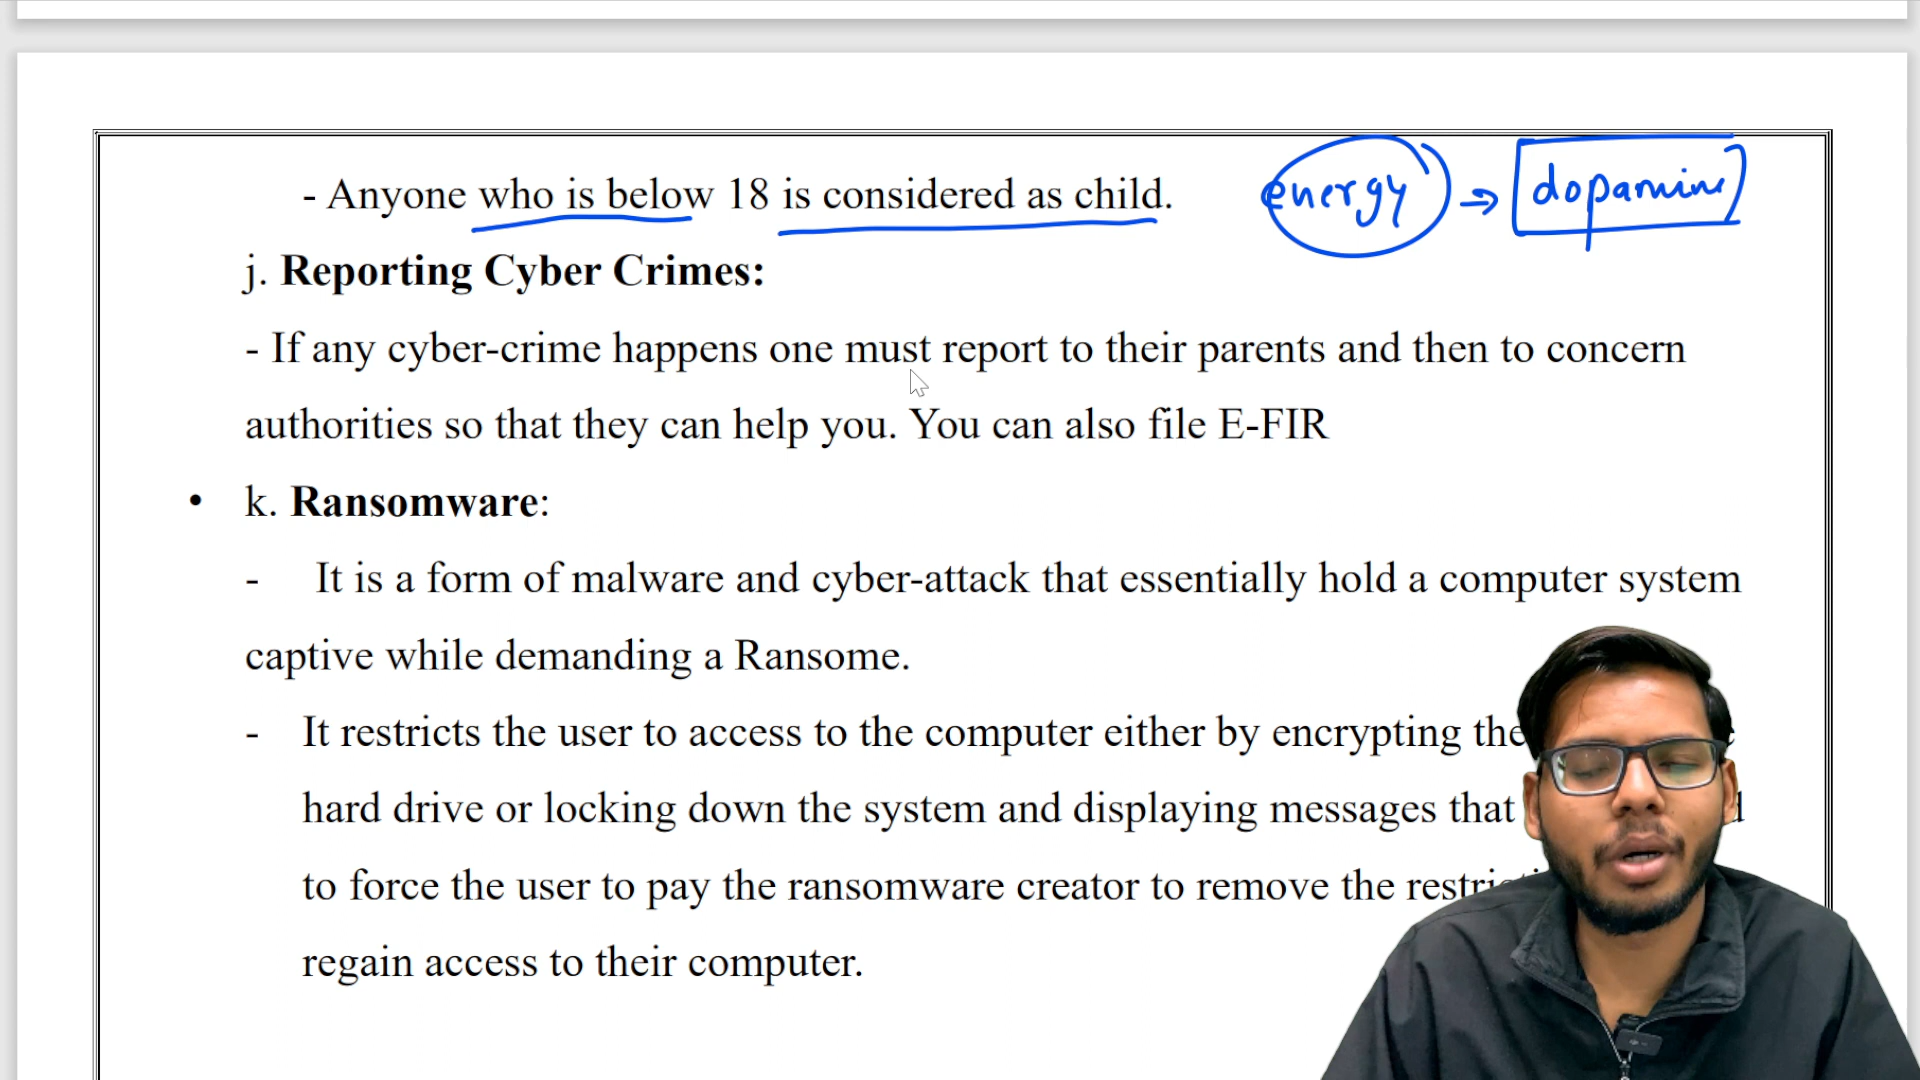 - Anyone who is below 18 is considered as child.
energy → dopamine
j. Reporting Cyber Crimes:
- If any cyber-crime happens one must report to their parents and then to concern
authorities so that they can help you. You can also file E-FIR
• k. Ransomware:
- It is a form of malware and cyber-attack that essentially hold a computer system
captive while demanding a Ransome.
- It restricts the user to access to the computer either by encrypting the
hard drive or locking down the system and displaying messages that
to force the user to pay the ransomware creator to remove the
regain access to their computer.